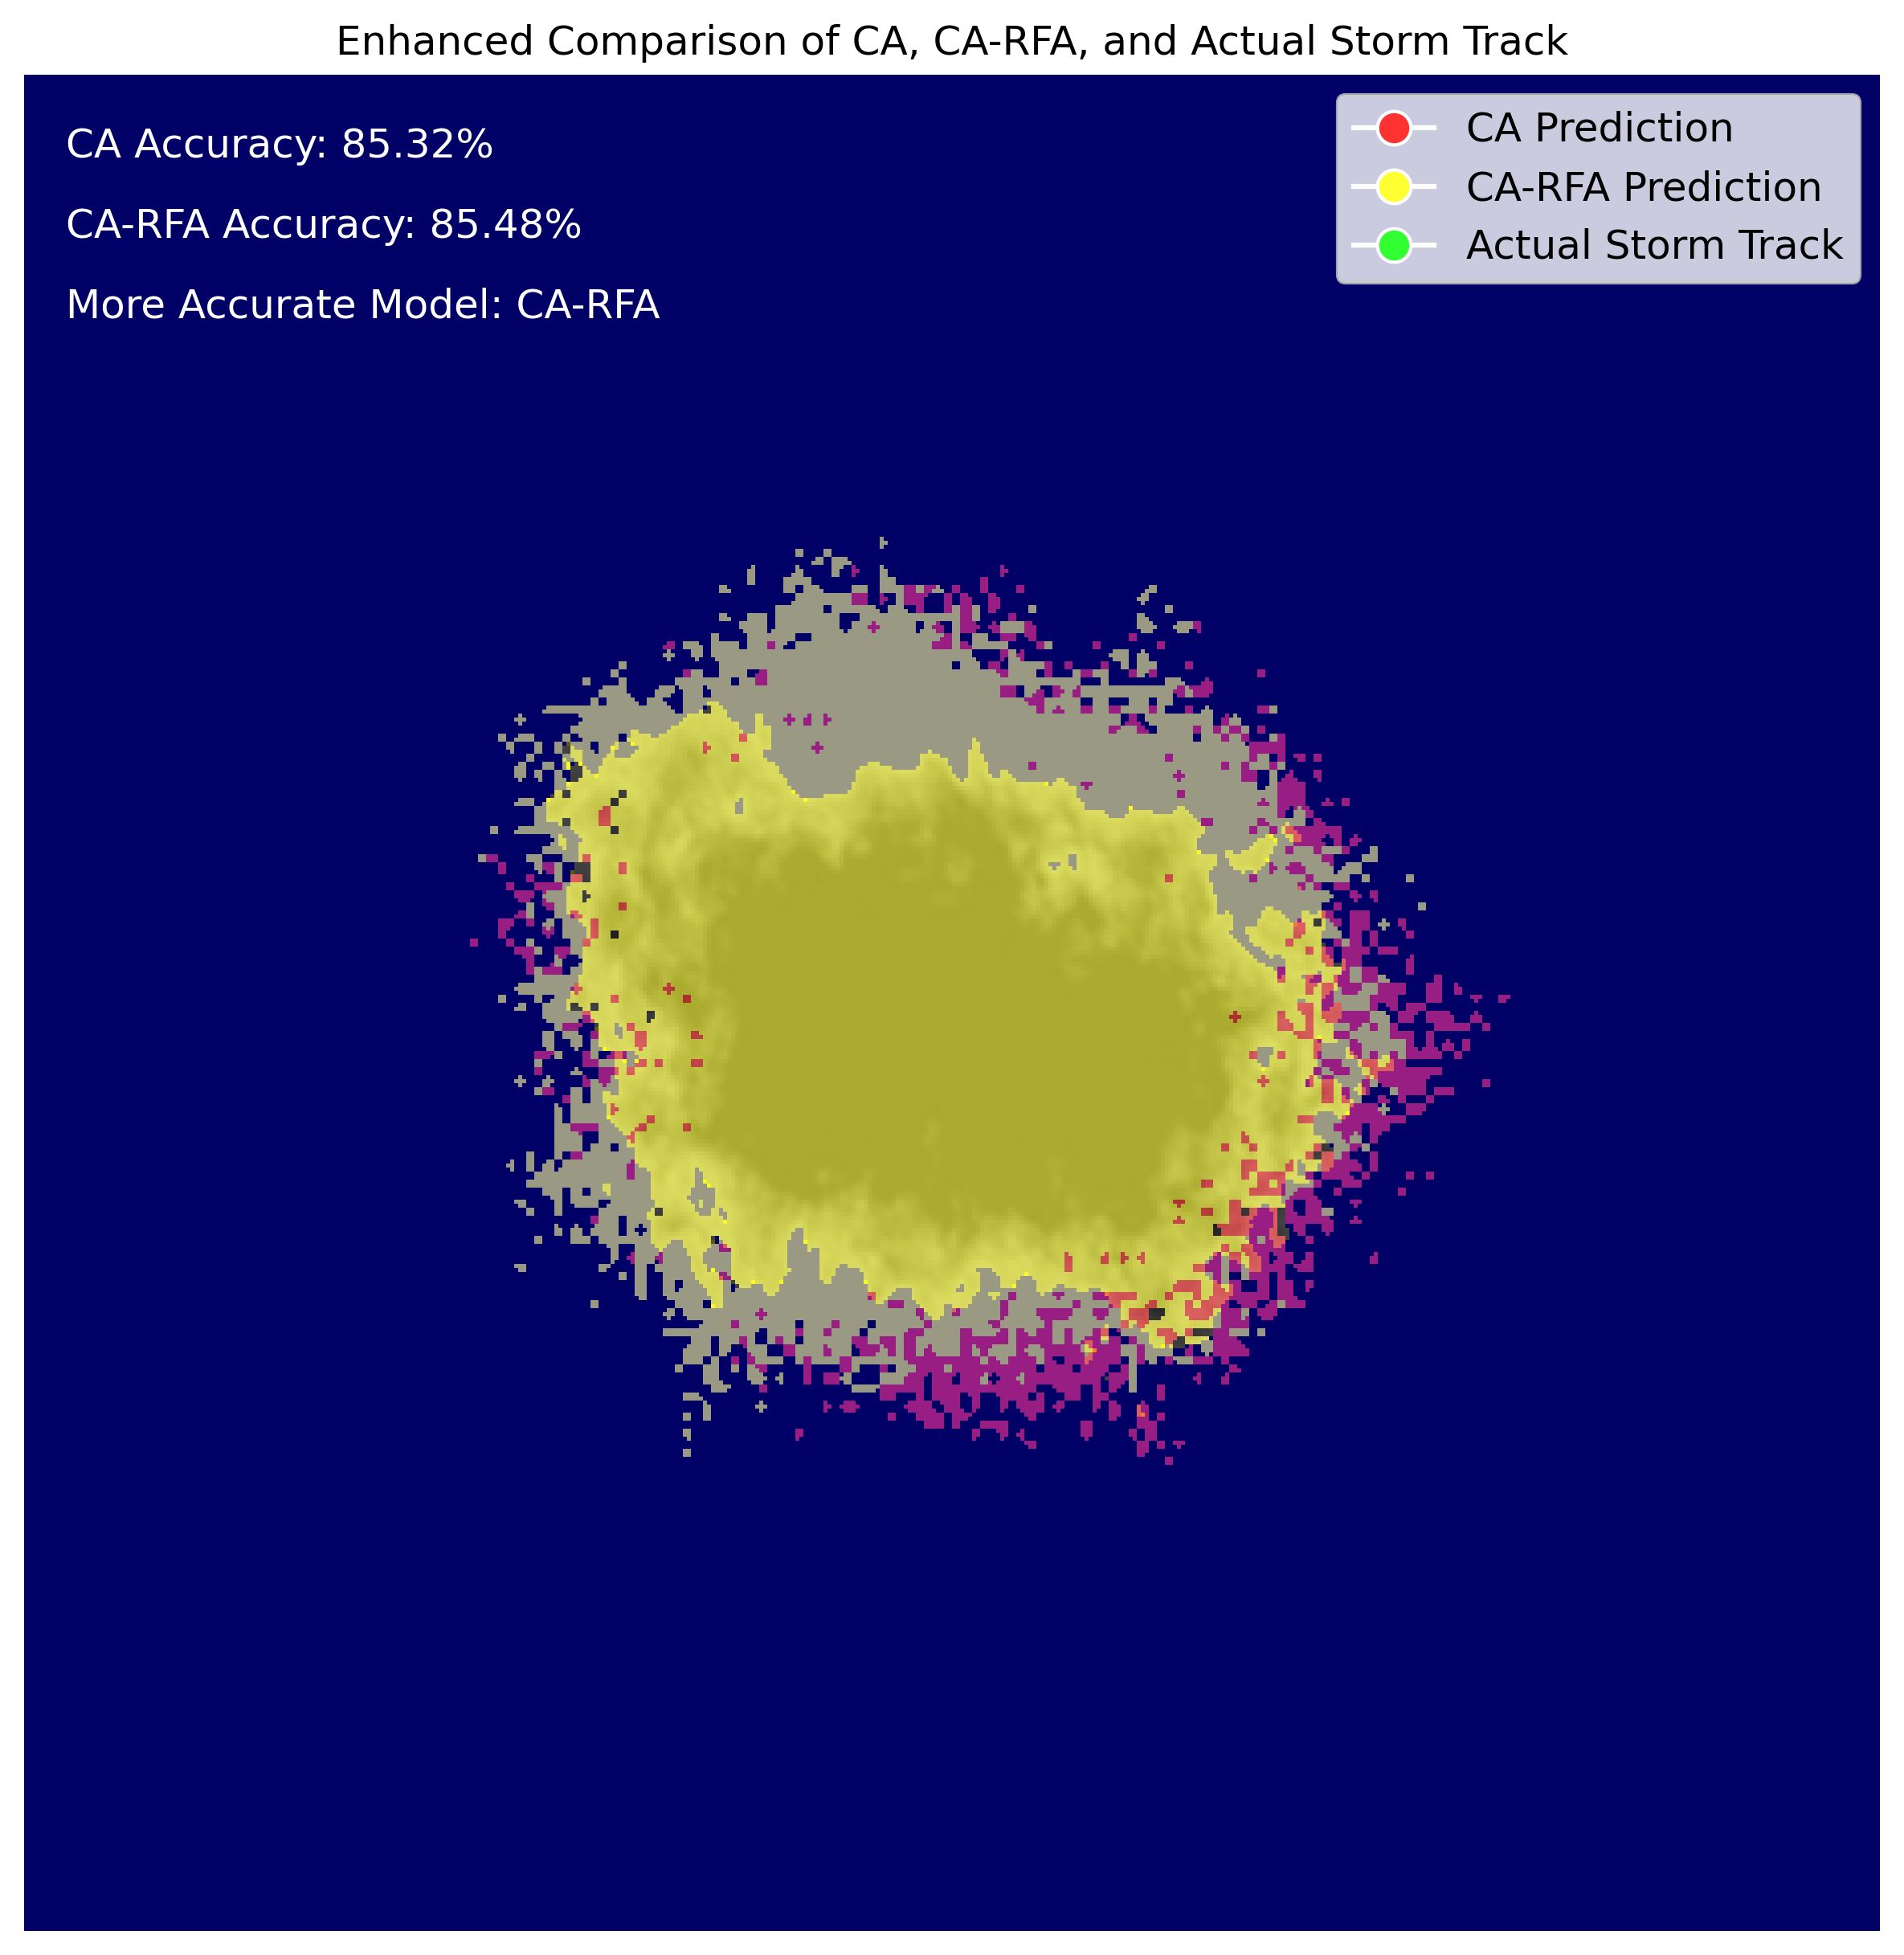 Enhanced Comparison of CA, CA-RFA, and Actual Storm Track
CA Accuracy: 85.32%
CA-RFA Accuracy: 85.48%
More Accurate Model: CA-RFA
CA Prediction
CA-RFA Prediction
Actual Storm Track